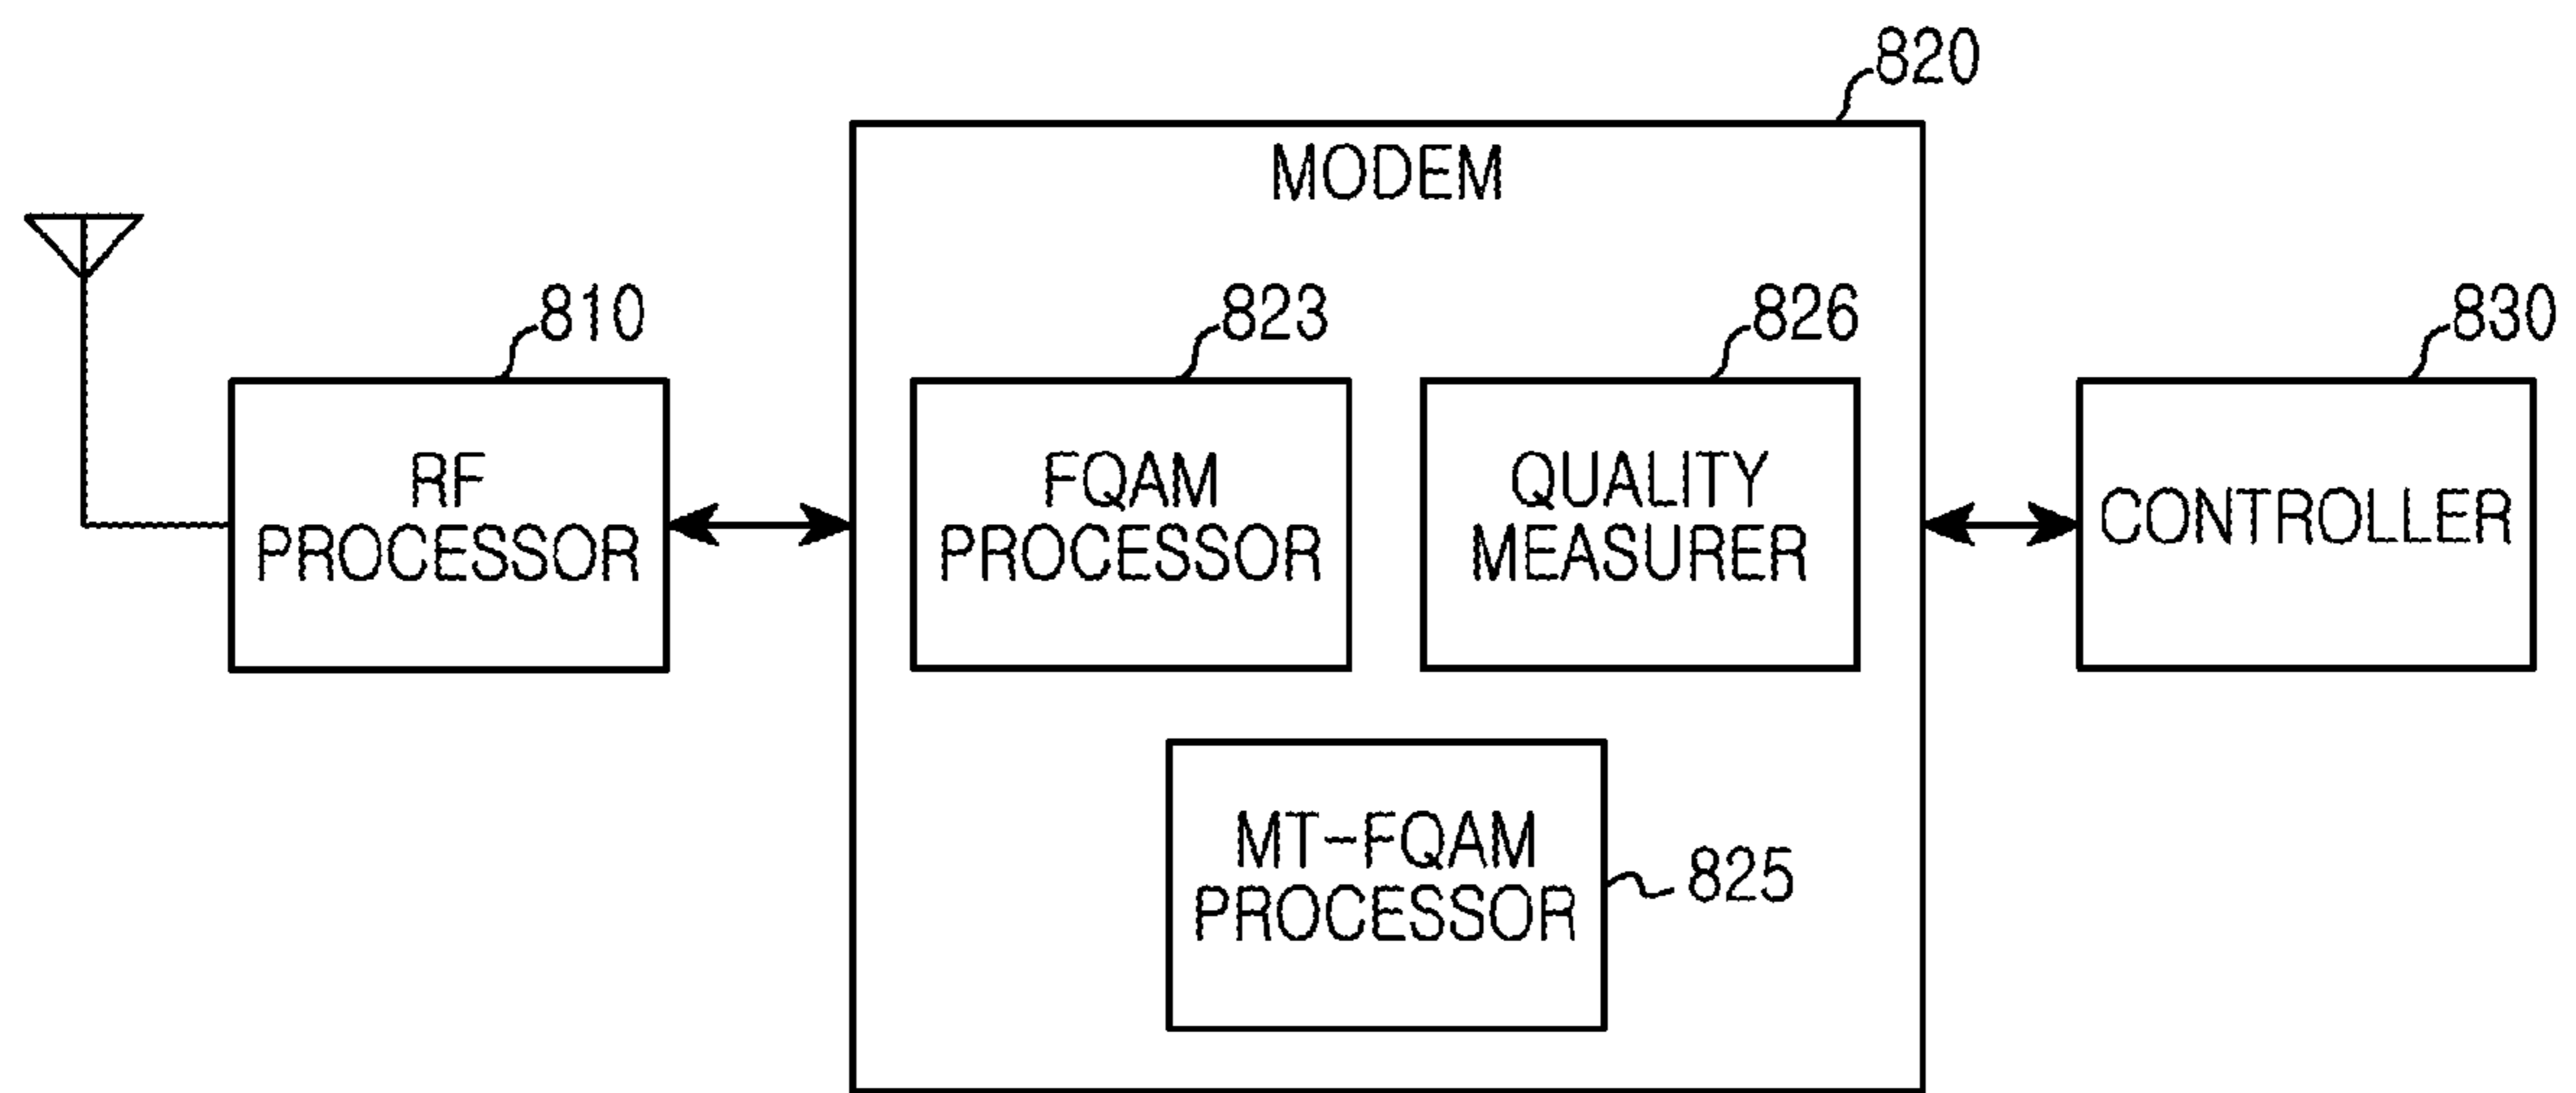 820
MODEM
810
823
826
830
RF
PROCESSOR
FQAM
PROCESSOR
QUALITY
MEASURER
CONTROLLER
MT-FQAM
PROCESSOR
825